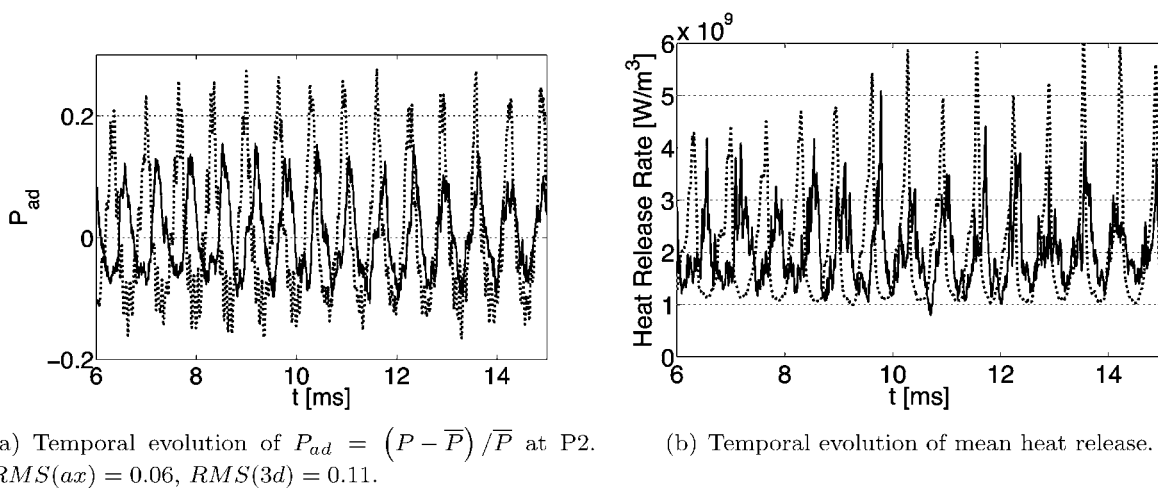 0.2
0
−0.2
P_ad
6 8 10 12 14
t [ms]
6 x 10^9
5
4
3
2
1
0
Heat Release Rate [W/m^3]
6 8 10 12 14
t [ms]
a) Temporal evolution of P_ad = (P − P̅) /P̅ at P2.
RMS(ax) = 0.06, RMS(3d) = 0.11.
(b) Temporal evolution of mean heat release.